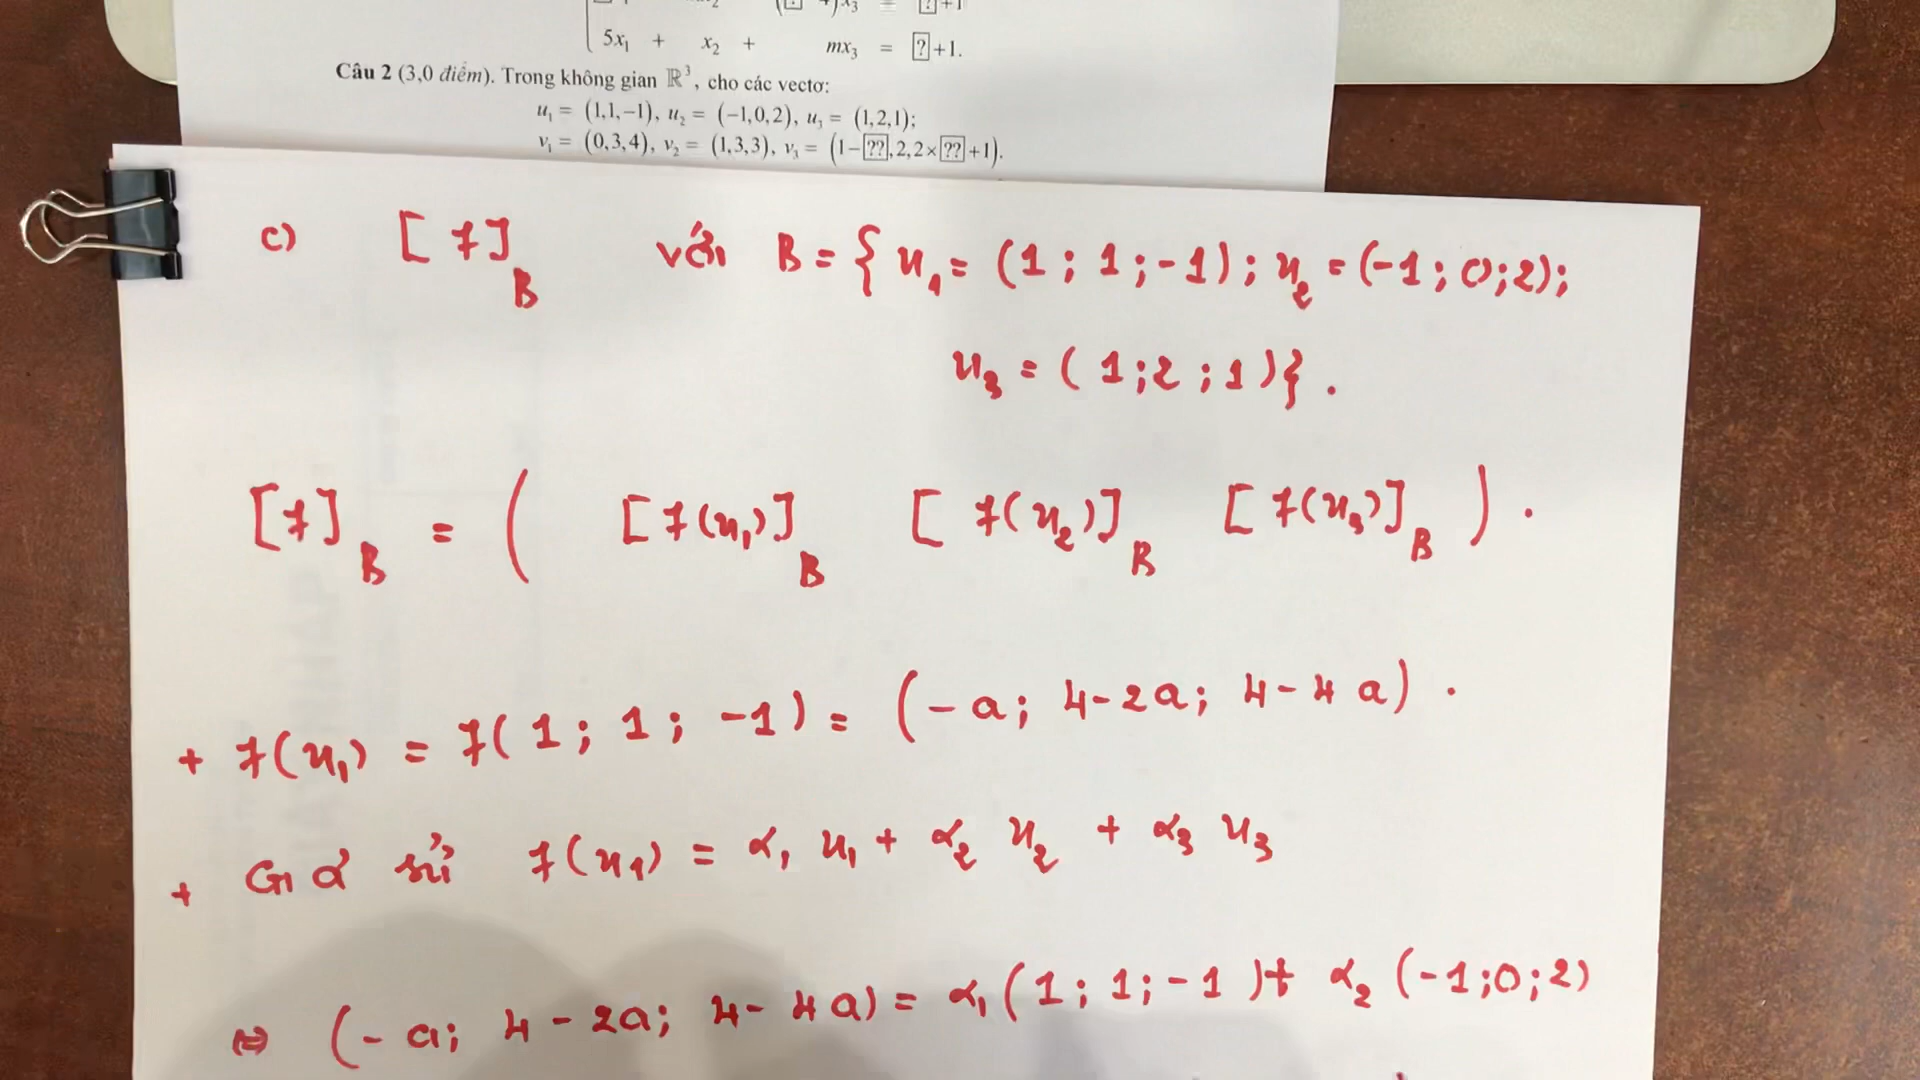 5x₁ + x₂ + mx₃ = ?+1.
Câu 2 (3,0 điểm). Trong không gian ℝ³, cho các vectơ:
u₁ = (1,1,−1), u₂ = (−1,0,2), u₃ = (1,2,1);
v₁ = (0,3,4), v₂ = (1,3,3), v₃ = (1−??,2,2×??+1).
c) [f]_B với B = { u₁ = (1; 1; -1); u₂ = (-1; 0; 2);
u₃ = (1; 2; 1)}.
[f]_B = ( [f(u₁)]_B [f(u₂)]_B [f(u₃)]_B ).
+ f(u₁) = f(1; 1; -1) = (-a; 4-2a; 4-4a).
+ Giả sử f(u₁) = α₁ u₁ + α₂ u₂ + α₃ u₃
⇔ (-a; 4-2a; 4-4a) = α₁(1; 1; -1) + α₂(-1; 0; 2)